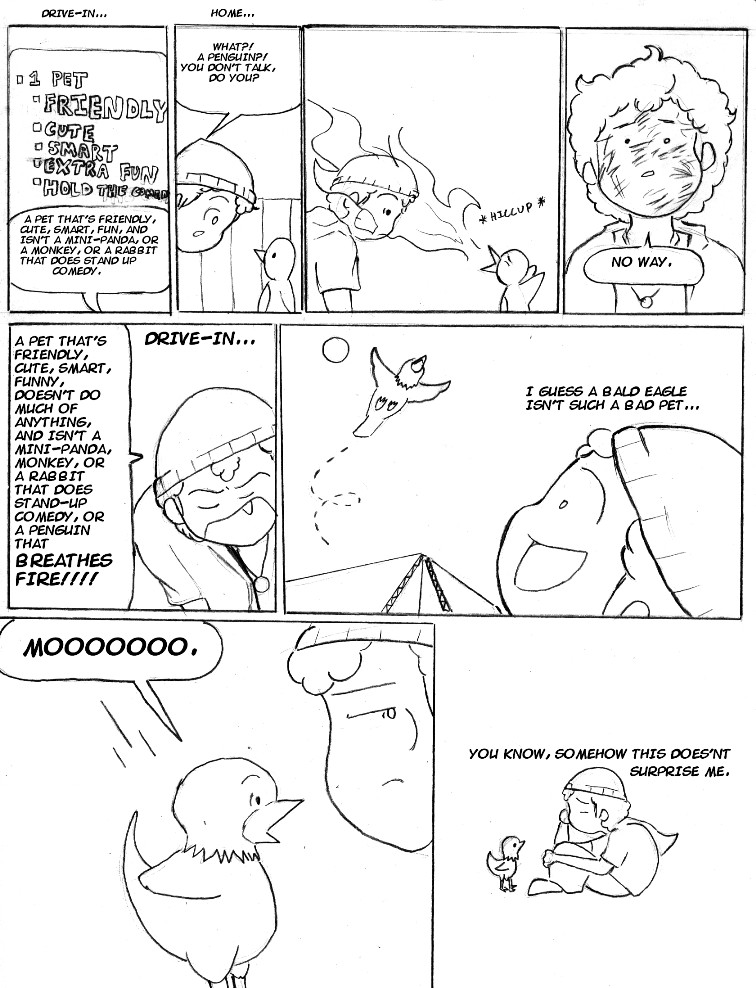 DRIVE-IN...
1 PET
FRIENDLY
CUTE
SMART
EXTRA FUN
HOLD THE COMEDY
A PET THAT'S FRIENDLY,
CUTE, SMART, FUN, AND
ISN'T A MINI-PANDA, OR
A MONKEY, OR A RABBIT
THAT DOES STAND UP
COMEDY.
HOME...
WHAT?!
A PENGUIN?!
YOU DON'T TALK,
DO YOU?
*HICCUP*
NO WAY.
A PET THAT'S
FRIENDLY,
CUTE, SMART,
FUNNY,
DOESN'T DO
MUCH OF
ANYTHING,
AND ISN'T A
MINI-PANDA,
MONKEY, OR
A RABBIT
THAT DOES
STAND-UP
COMEDY, OR
A PENGUIN
THAT
BREATHES
FIRE!!!!
DRIVE-IN...
I GUESS A BALD EAGLE
ISN'T SUCH A BAD PET...
MOOOOOOO.
YOU KNOW, SOMEHOW THIS DOES'NT
SURPRISE ME.